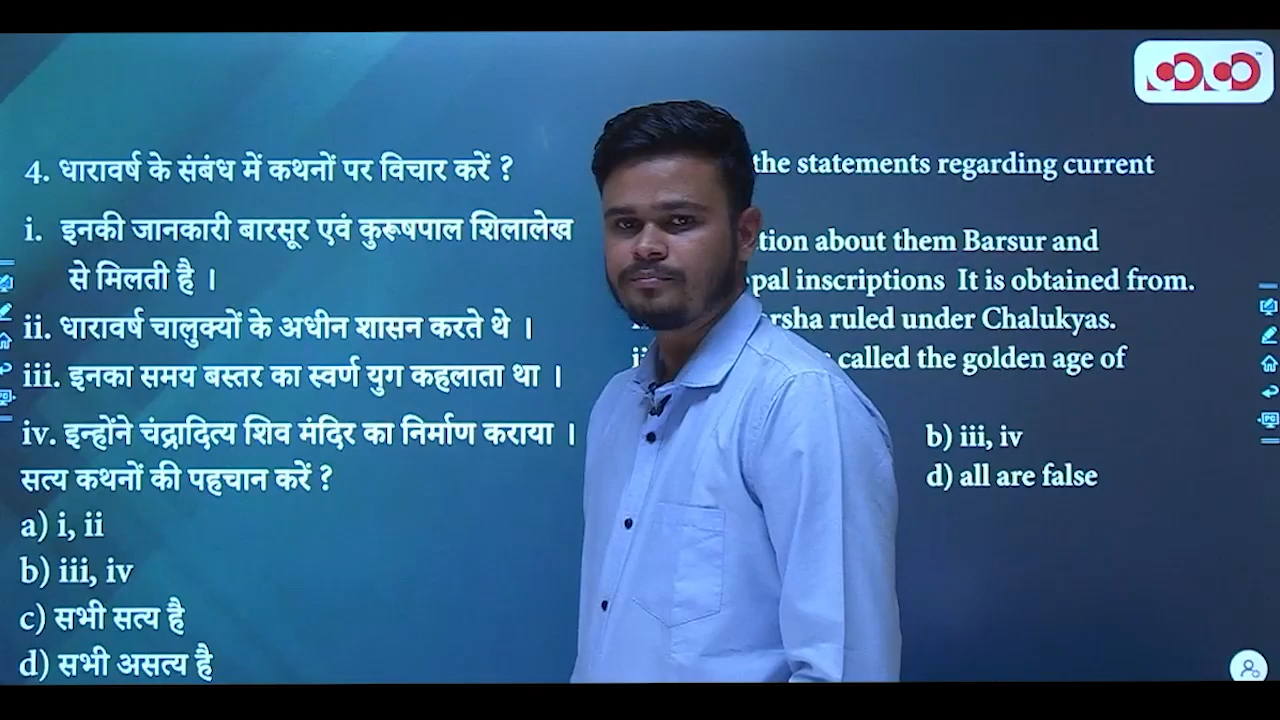 4. धारावर्ष के संबंध में कथनों पर विचार करें ?
i. इनकी जानकारी बारसूर एवं कुरूषपाल शिलालेख
से मिलती है ।
ii. धारावर्ष चालुक्यों के अधीन शासन करते थे ।
iii. इनका समय बस्तर का स्वर्ण युग कहलाता था ।
iv. इन्होंने चंद्रादित्य शिव मंदिर का निर्माण कराया ।
सत्य कथनों की पहचान करें ?
a) i, ii
b) iii, iv
c) सभी सत्य है
d) सभी असत्य है
the statements regarding current
tion about them Barsur and
pal inscriptions It is obtained from.
rsha ruled under Chalukyas.
called the golden age of
b) iii, iv
d) all are false